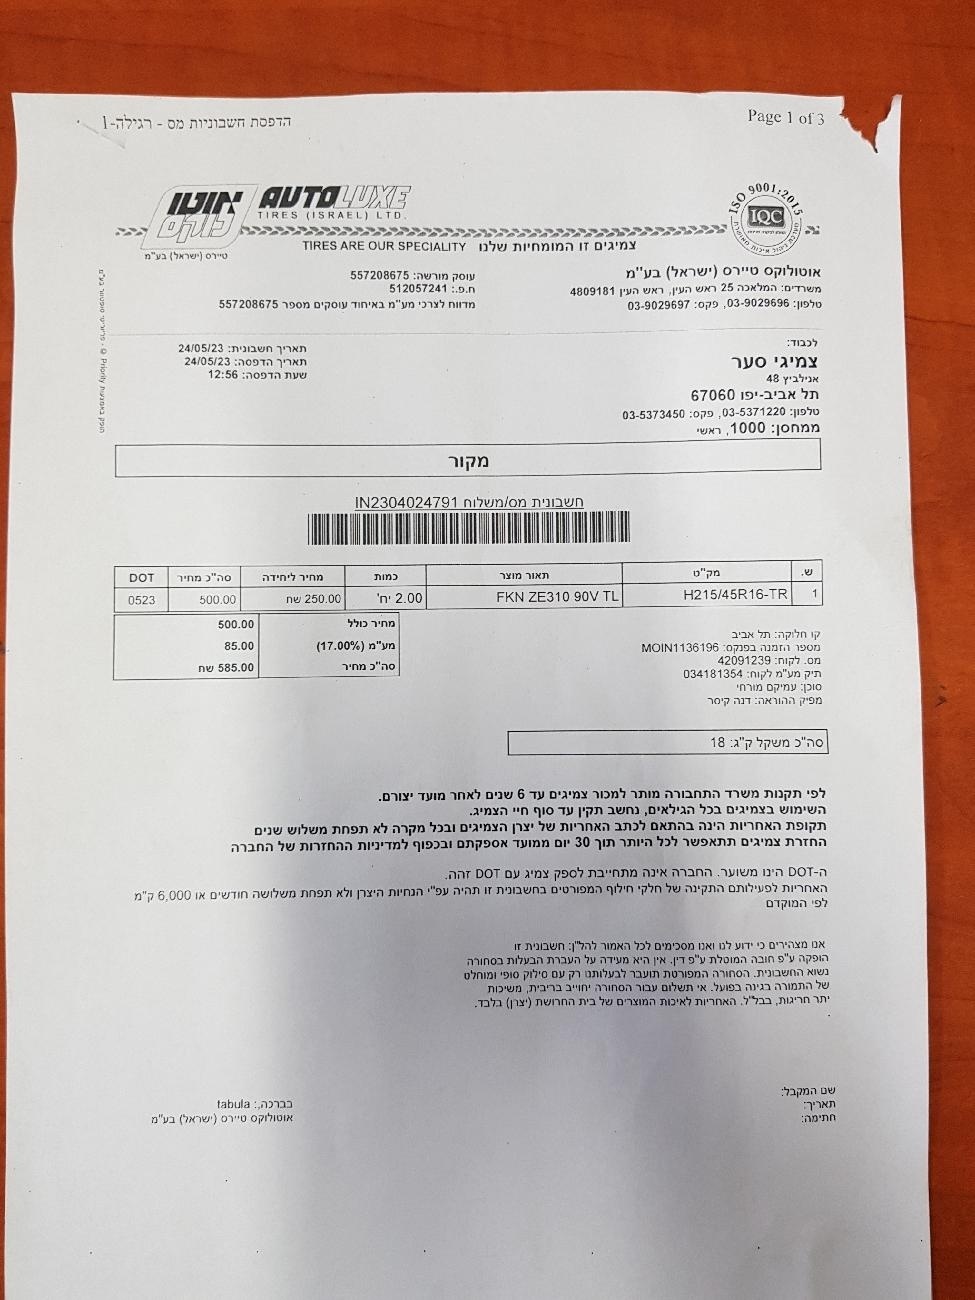 הדפסת חשבוניות מס - רגילה-1
Page 1 of 3
אוטו לוקס
AUTOLUXE
TIRES (ISRAEL) LTD.
ISO 9001:2015
IQC
צמיגים זו המומחיות שלנו TIRES ARE OUR SPECIALITY
טיירס (ישראל) בע"מ
אוטולוקס טיירס (ישראל) בע"מ
משרדים: המלאכה 25 ראש העין, ראש העין 4809181
טלפון: 03-9029696, פקס: 03-9029697
עוסק מורשה: 557208675
ח.פ.: 512057241
מדווח לצרכי מע"מ באיחוד עוסקים מספר 557208675
לכבוד:
צמיגי סער
אנילביץ 48
תל אביב-יפו 67060
טלפון: 03-5371220, פקס: 03-5373450
ממחסן: 1000, ראשי
תאריך חשבונית: 24/05/23
תאריך הדפסה: 24/05/23
שעת הדפסה: 12:56
מקור
חשבונית מס/משלוח IN2304024791
ש. מק"ט תאור מוצר כמות מחיר ליחידה סה"כ מחיר DOT
1 H215/45R16-TR FKN ZE310 90V TL 2.00 יח' 250.00 שח 500.00 0523
מחיר כולל 500.00
מע"מ (17.00%) 85.00
סה"כ מחיר 585.00 שח
קו חלוקה: תל אביב
מספר הזמנה בפנקס: MOIN1136196
מס. לקוח: 42091239
תיק מע"מ לקוח: 034181354
סוכן: עמיקם מורחי
מפיק ההוראה: דנה קיסר
סה"כ משקל ק"ג: 18
לפי תקנות משרד התחבורה מותר למכור צמיגים עד 6 שנים לאחר מועד יצורם.
השימוש בצמיגים בכל הגילאים, נחשב תקין עד סוף חיי הצמיג.
תקופת האחריות הינה בהתאם לכתב האחריות של יצרן הצמיגים ובכל מקרה לא תפחת משלוש שנים
החזרת צמיגים תתאפשר לכל היותר תוך 30 יום ממועד אספקתם ובכפוף למדיניות ההחזרות של החברה
ה-DOT הינו משוער. החברה אינה מתחייבת לספק צמיג עם DOT זהה.
האחריות לפעילותם התקינה של חלקי חילוף המפורטים בחשבונית זו תהיה עפ"י הנחיות היצרן ולא תפחת משלושה חודשים או 6,000 ק"מ
לפי המוקדם
אנו מצהירים כי ידוע לנו ואנו מסכימים לכל האמור להל"ן: חשבונית זו
הופקה ע"פ חובה המוטלת ע"פ דין. אין היא מעידה על העברת הבעלות בסחורה
נשוא החשבונית. הסחורה המפורטת תועבר לבעלותנו רק עם סילוק סופי ומוחלט
של התמורה בגינה בפועל. אי תשלום עבור הסחורה יחוייב בריבית, משיכות
יתר חריגות, בבל"ל. האחריות לאיכות המוצרים של בית החרושת (יצרן) בלבד.
שם המקבל:
תאריך:
חתימה:
בברכה,: tabula
אוטולוקס טיירס (ישראל) בע"מ